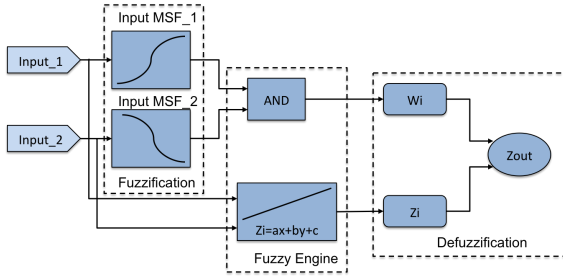 Input MSF_1
Input_1
Input MSF_2
Input_2
Fuzzification
AND
Zi=ax+by+c
Fuzzy Engine
Wi
Zi
Zout
Defuzzification